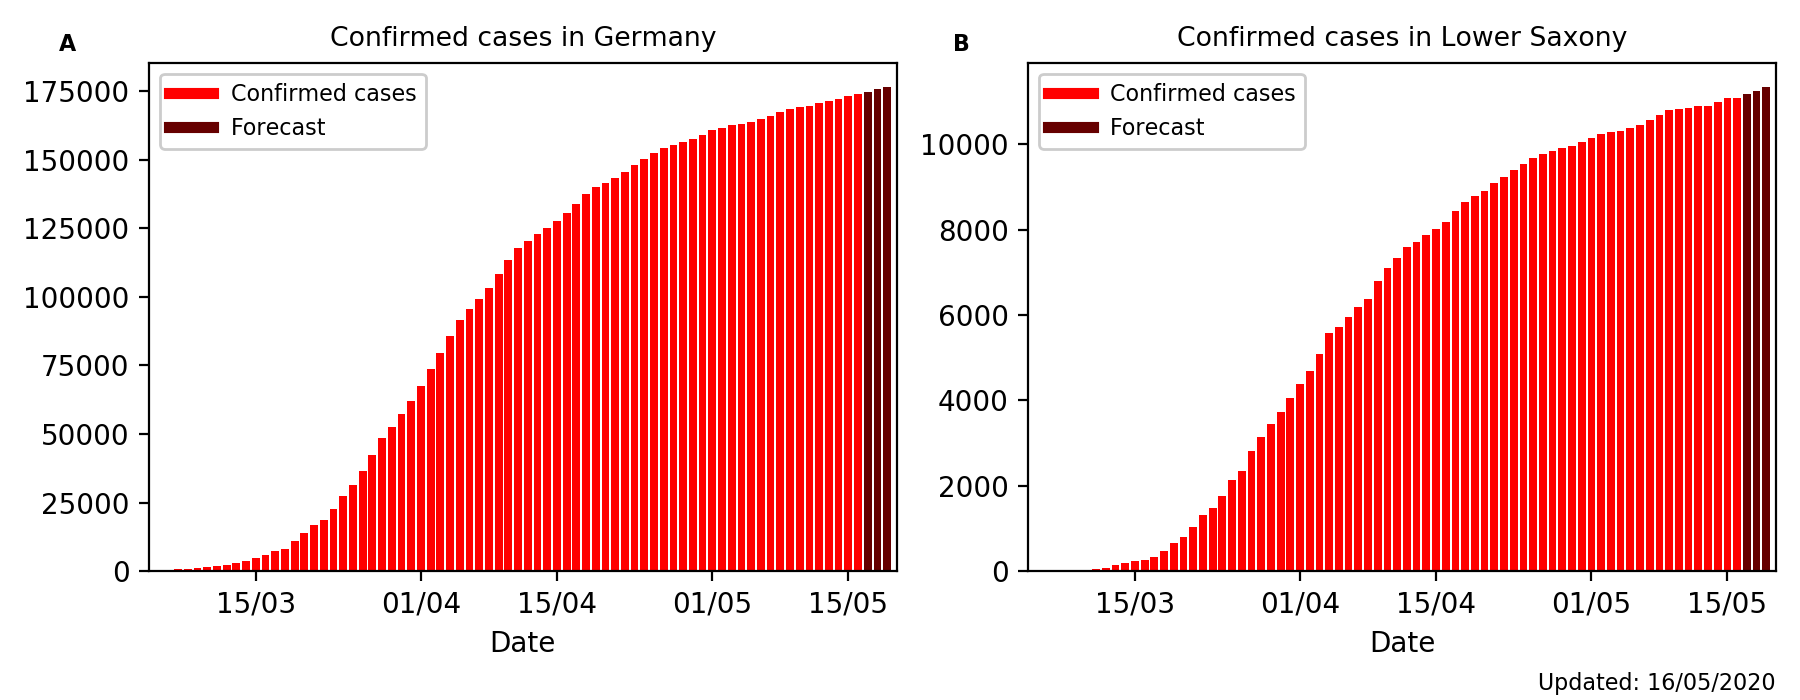 A
Confirmed cases in Germany
Confirmed cases
Forecast
175000
150000
125000
100000
75000
50000
25000
0
15/03 01/04 15/04 01/05 15/05
Date
B
Confirmed cases in Lower Saxony
Confirmed cases
Forecast
10000
8000
6000
4000
2000
0
15/03 01/04 15/04 01/05 15/05
Date
Updated: 16/05/2020